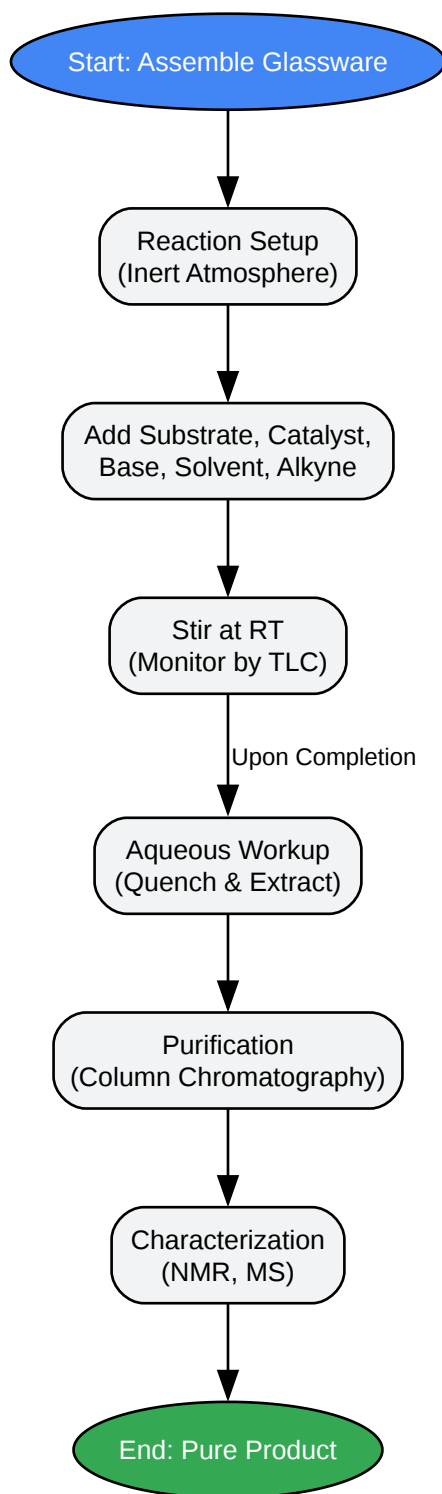 Start: Assemble Glassware
Reaction Setup
(Inert Atmosphere)
Add Substrate, Catalyst,
Base, Solvent, Alkyne
Stir at RT
(Monitor by TLC)
Upon Completion
Aqueous Workup
(Quench & Extract)
Purification
(Column Chromatography)
Characterization
(NMR, MS)
End: Pure Product